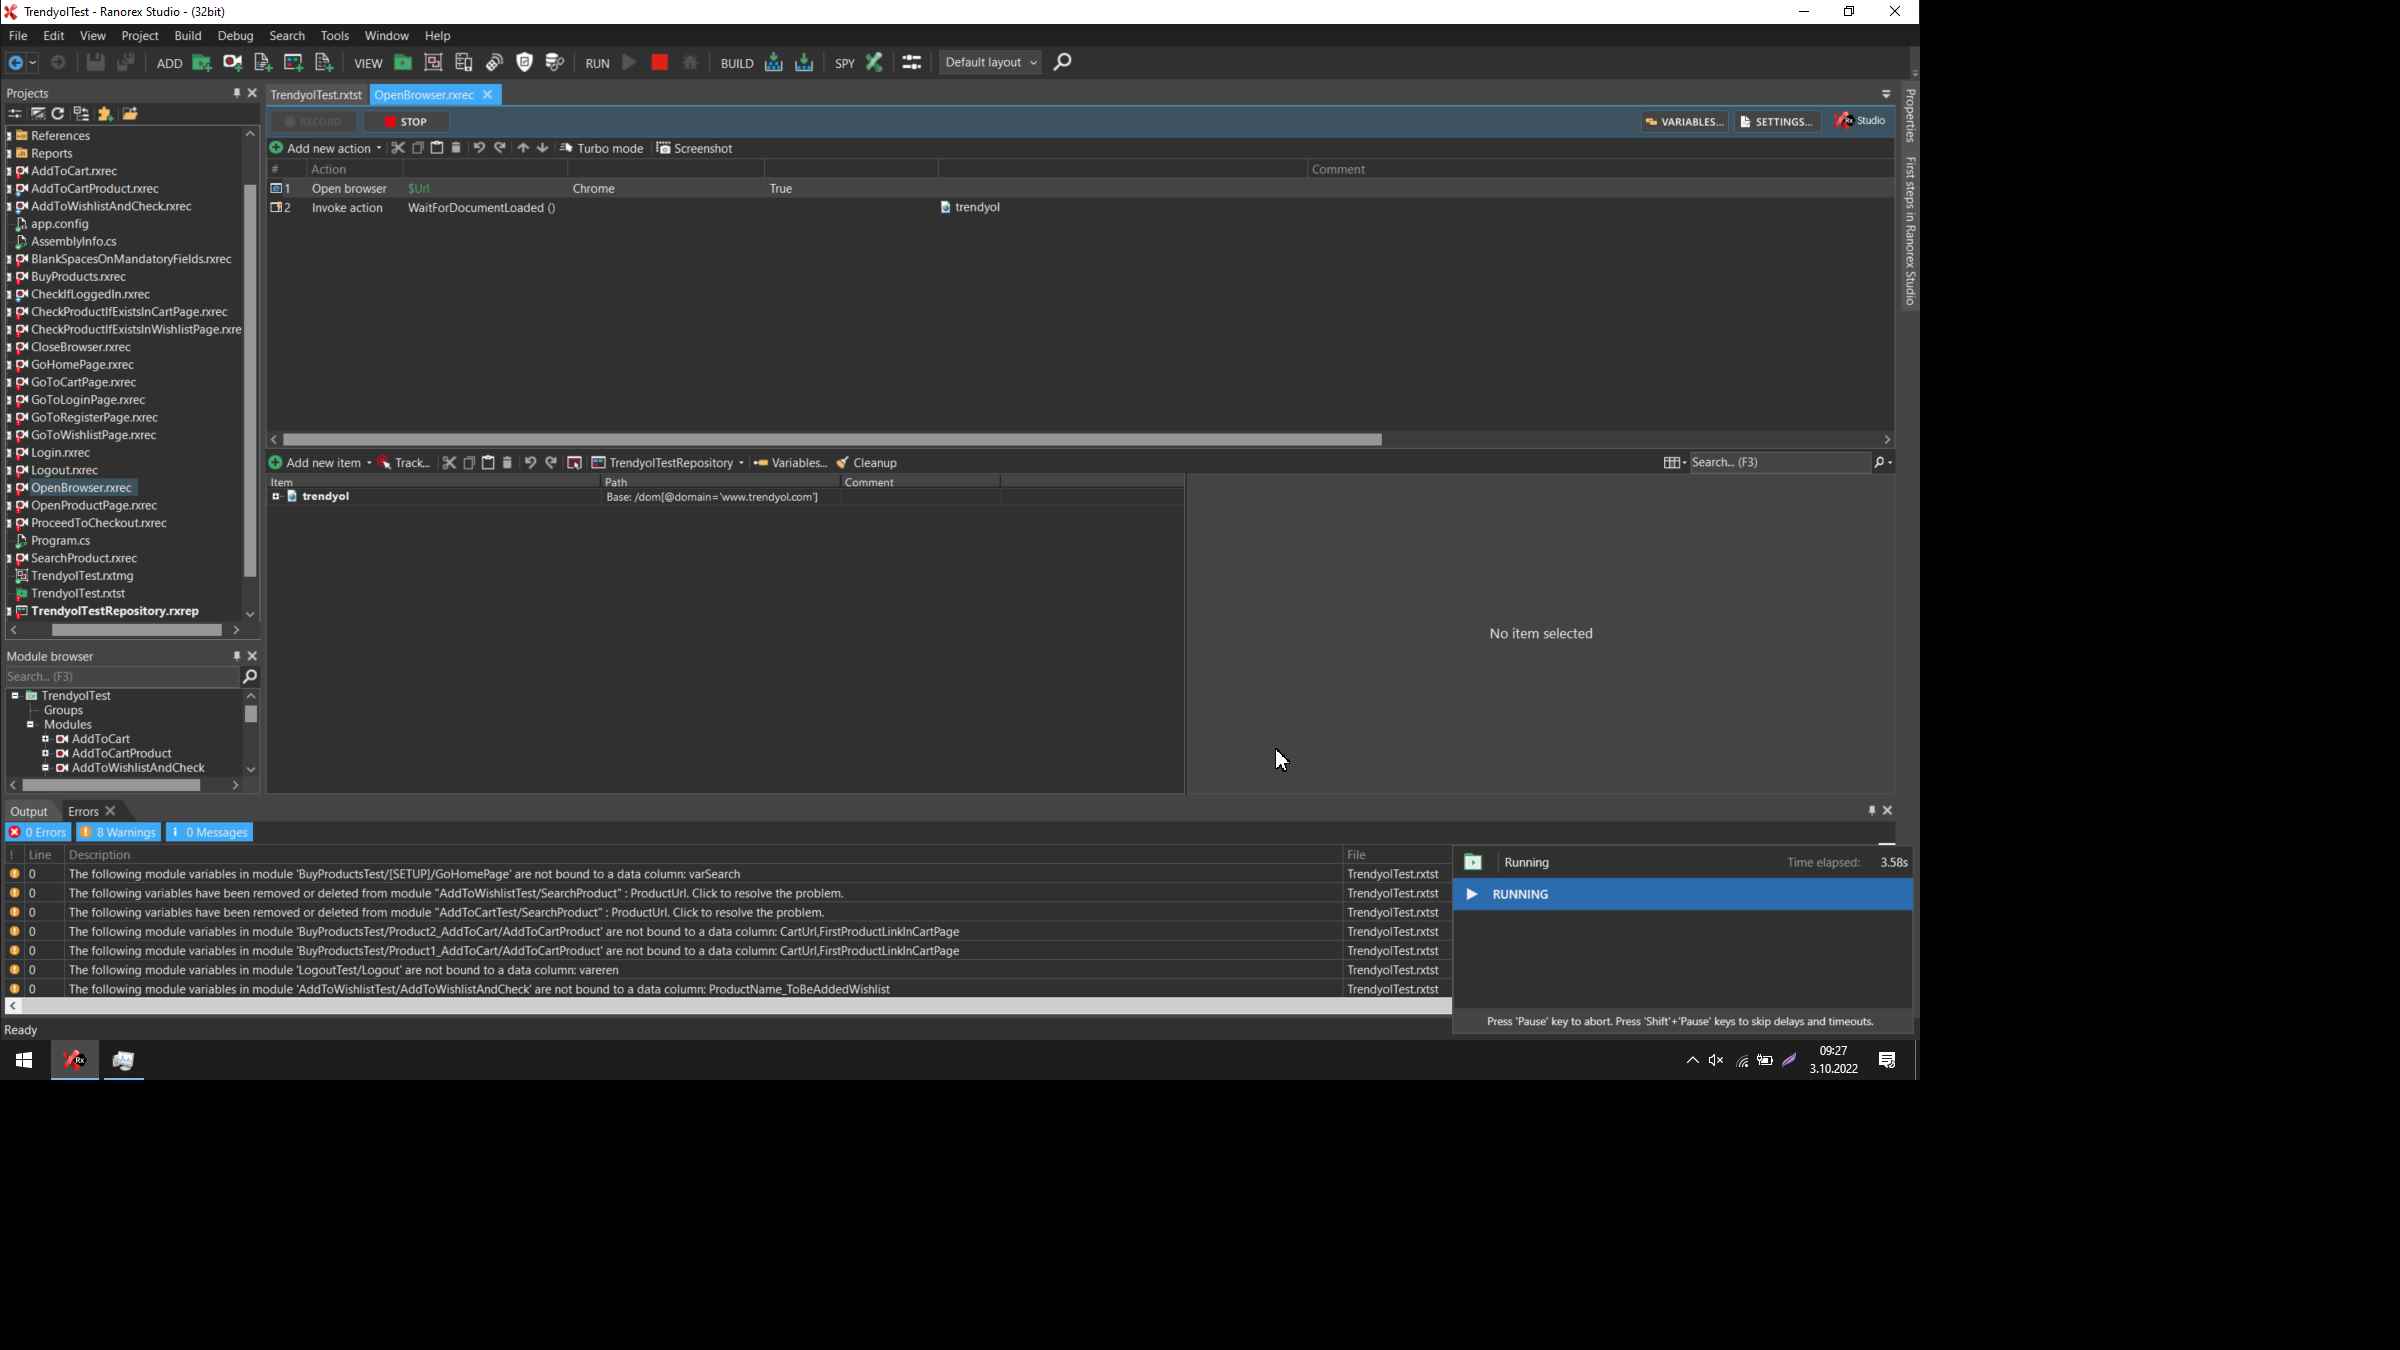 TrendyolTest - Ranorex Studio - (32bit)
File Edit View Project Build Debug Search Tools Window Help
ADD VIEW RUN BUILD SPY Default layout
Projects
References
Reports
AddToCart.rxrec
AddToCartProduct.rxrec
AddToWishlistAndCheck.rxrec
app.config
AssemblyInfo.cs
BlankSpacesOnMandatoryFields.rxrec
BuyProducts.rxrec
CheckIfLoggedIn.rxrec
CheckProductIfExistsInCartPage.rxrec
CheckProductIfExistsInWishlistPage.rxre
CloseBrowser.rxrec
GoHomePage.rxrec
GoToCartPage.rxrec
GoToLoginPage.rxrec
GoToRegisterPage.rxrec
GoToWishlistPage.rxrec
Login.rxrec
Logout.rxrec
OpenBrowser.rxrec
OpenProductPage.rxrec
ProceedToCheckout.rxrec
Program.cs
SearchProduct.rxrec
TrendyolTest.rxtmg
TrendyolTest.rxtst
TrendyolTestRepository.rxrep
Module browser
Search... (F3)
TrendyolTest
Groups
Modules
AddToCart
AddToCartProduct
AddToWishlistAndCheck
TrendyolTest.rxtst OpenBrowser.rxrec
RECORD STOP VARIABLES... SETTINGS... Rx Studio
Add new action Turbo mode Screenshot
# Action Comment
1 Open browser $Url Chrome True
2 Invoke action WaitForDocumentLoaded () trendyol
Add new item Track... TrendyolTestRepository Variables... Cleanup Search... (F3)
Item Path Comment
trendyol Base: /dom[@domain='www.trendyol.com']
No item selected
Properties
First steps in Ranorex Studio
Output Errors
0 Errors 8 Warnings 0 Messages
! Line Description File
0 The following module variables in module 'BuyProductsTest/[SETUP]/GoHomePage' are not bound to a data column: varSearch TrendyolTest.rxtst
0 The following variables have been removed or deleted from module "AddToWishlistTest/SearchProduct" : ProductUrl. Click to resolve the problem. TrendyolTest.rxtst
0 The following variables have been removed or deleted from module "AddToCartTest/SearchProduct" : ProductUrl. Click to resolve the problem. TrendyolTest.rxtst
0 The following module variables in module 'BuyProductsTest/Product2_AddToCart/AddToCartProduct' are not bound to a data column: CartUrl,FirstProductLinkInCartPage TrendyolTest.rxtst
0 The following module variables in module 'BuyProductsTest/Product1_AddToCart/AddToCartProduct' are not bound to a data column: CartUrl,FirstProductLinkInCartPage TrendyolTest.rxtst
0 The following module variables in module 'LogoutTest/Logout' are not bound to a data column: vareren TrendyolTest.rxtst
0 The following module variables in module 'AddToWishlistTest/AddToWishlistAndCheck' are not bound to a data column: ProductName_ToBeAddedWishlist TrendyolTest.rxtst
Running Time elapsed: 3.58s
RUNNING
Press 'Pause' key to abort. Press 'Shift'+'Pause' keys to skip delays and timeouts.
Ready
Rx
09:27
3.10.2022